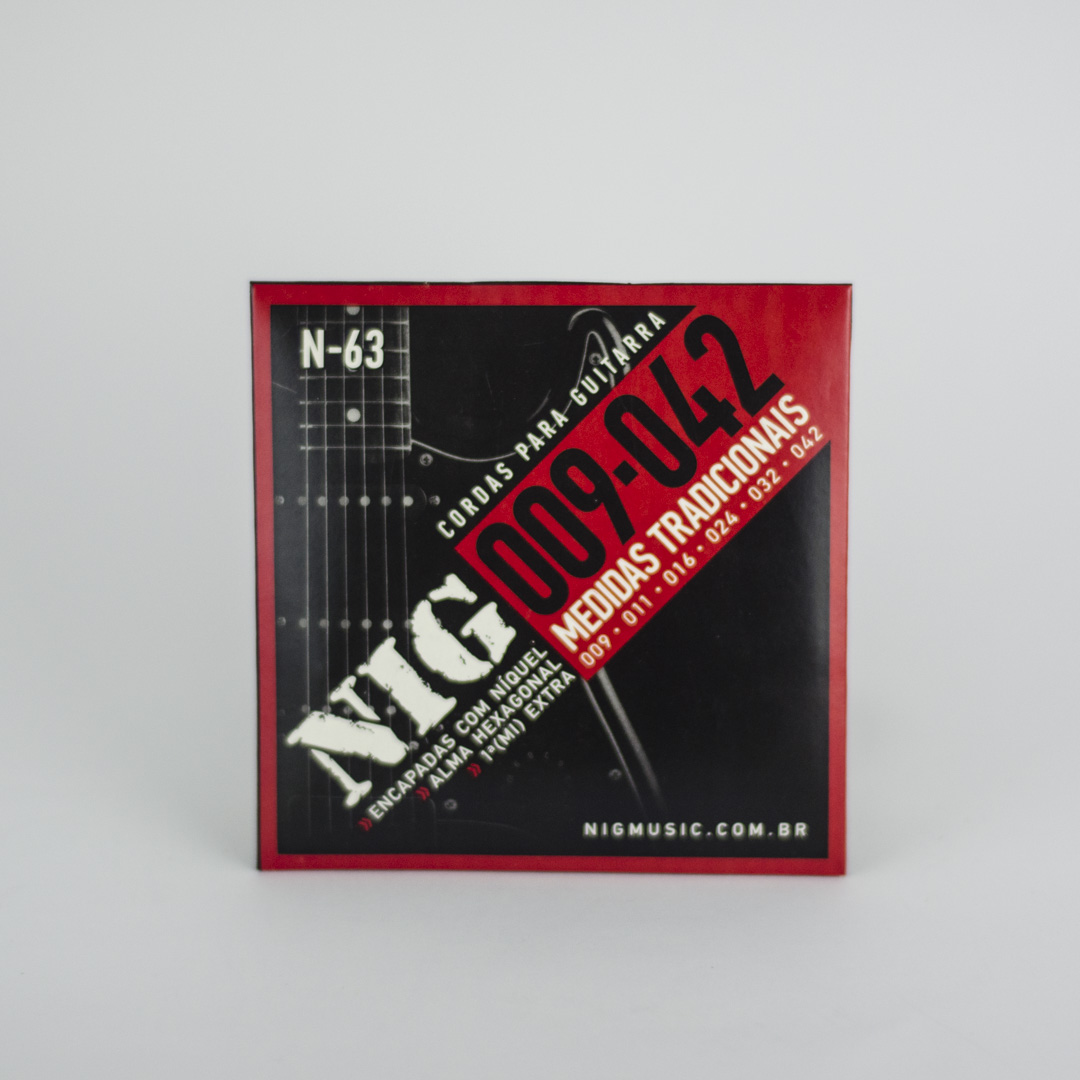 N-63
CORDAS PARA GUITARRA
009-042
MEDIDAS TRADICIONAIS
009 • 011 • 016 • 024 • 032 • 042
NIG
» ENCAPADAS COM NÍQUEL
» ALMA HEXAGONAL
» 1ª(MI) EXTRA
NIGMUSIC.COM.BR